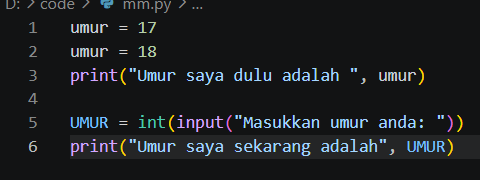 D: > code > mm.py > ...
1 umur = 17
2 umur = 18
3 print("Umur saya dulu adalah ", umur)
4
5 UMUR = int(input("Masukkan umur anda: "))
6 print("Umur saya sekarang adalah", UMUR)